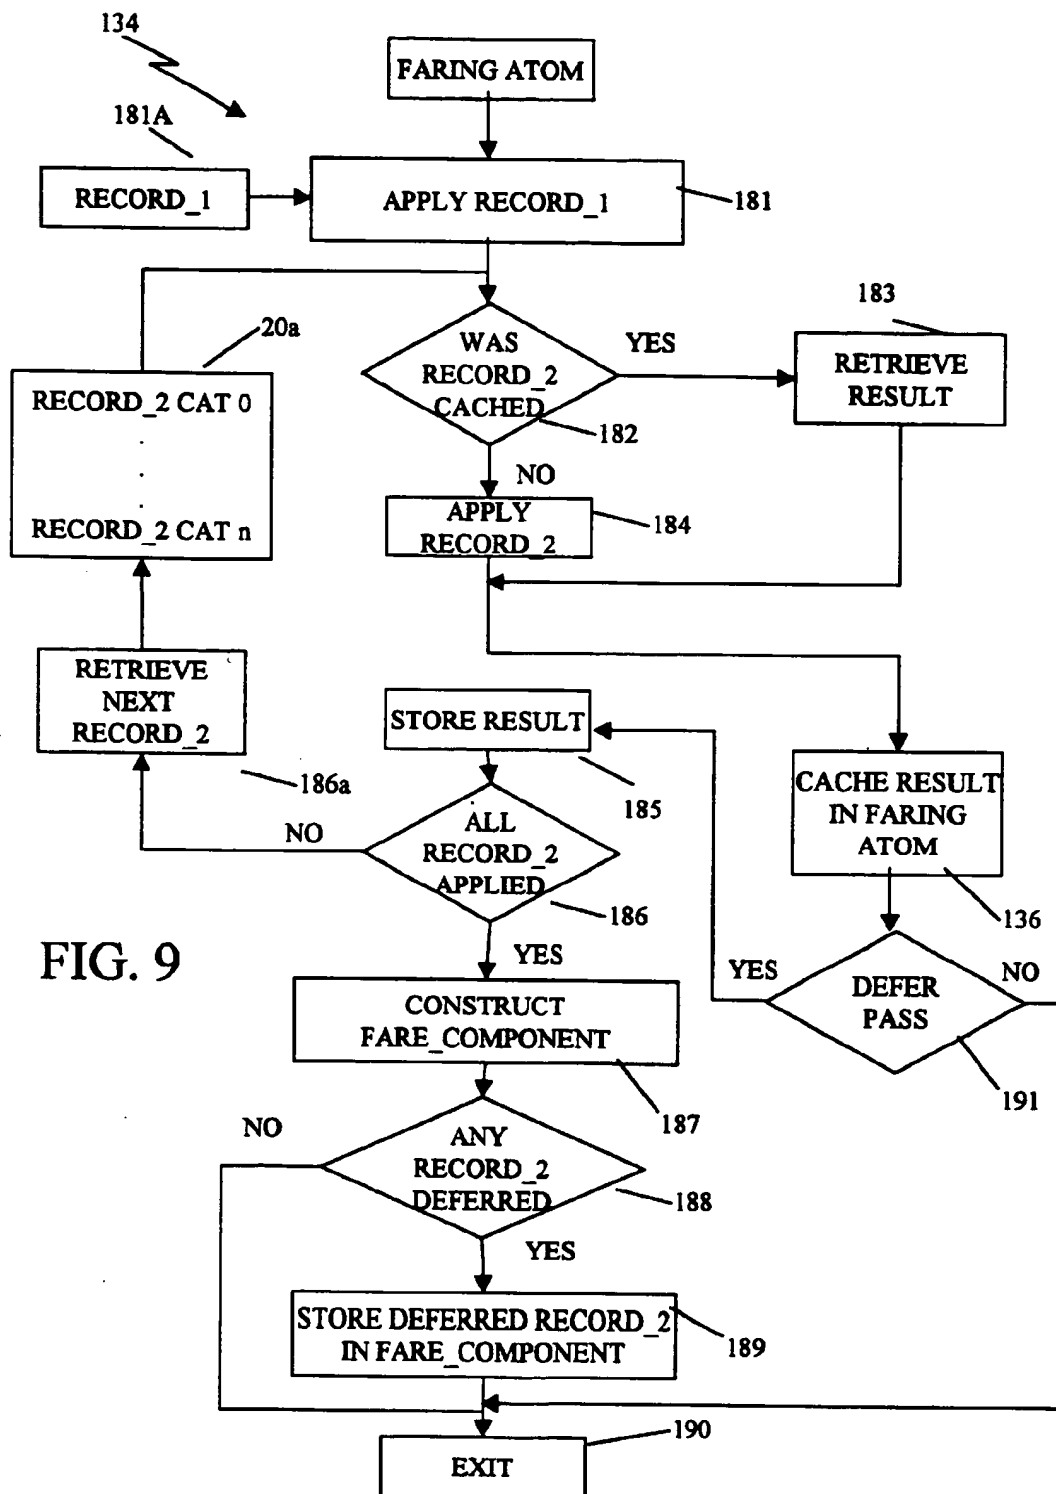 134
FARING ATOM
181A
RECORD_1
APPLY RECORD_1
181
20a
183
WAS
RECORD_2
CACHED
YES
RETRIEVE
RESULT
RECORD_2 CAT 0
.
.
.
RECORD_2 CAT n
182
NO
APPLY
RECORD_2
184
RETRIEVE
NEXT
RECORD_2
STORE RESULT
186a
185
CACHE RESULT
IN FARING
ATOM
NO
ALL
RECORD_2
APPLIED
186
136
FIG. 9
YES
YES
DEFER
PASS
NO
CONSTRUCT
FARE_COMPONENT
191
187
NO
ANY
RECORD_2
DEFERRED
188
YES
STORE DEFERRED RECORD_2
IN FARE_COMPONENT
189
190
EXIT